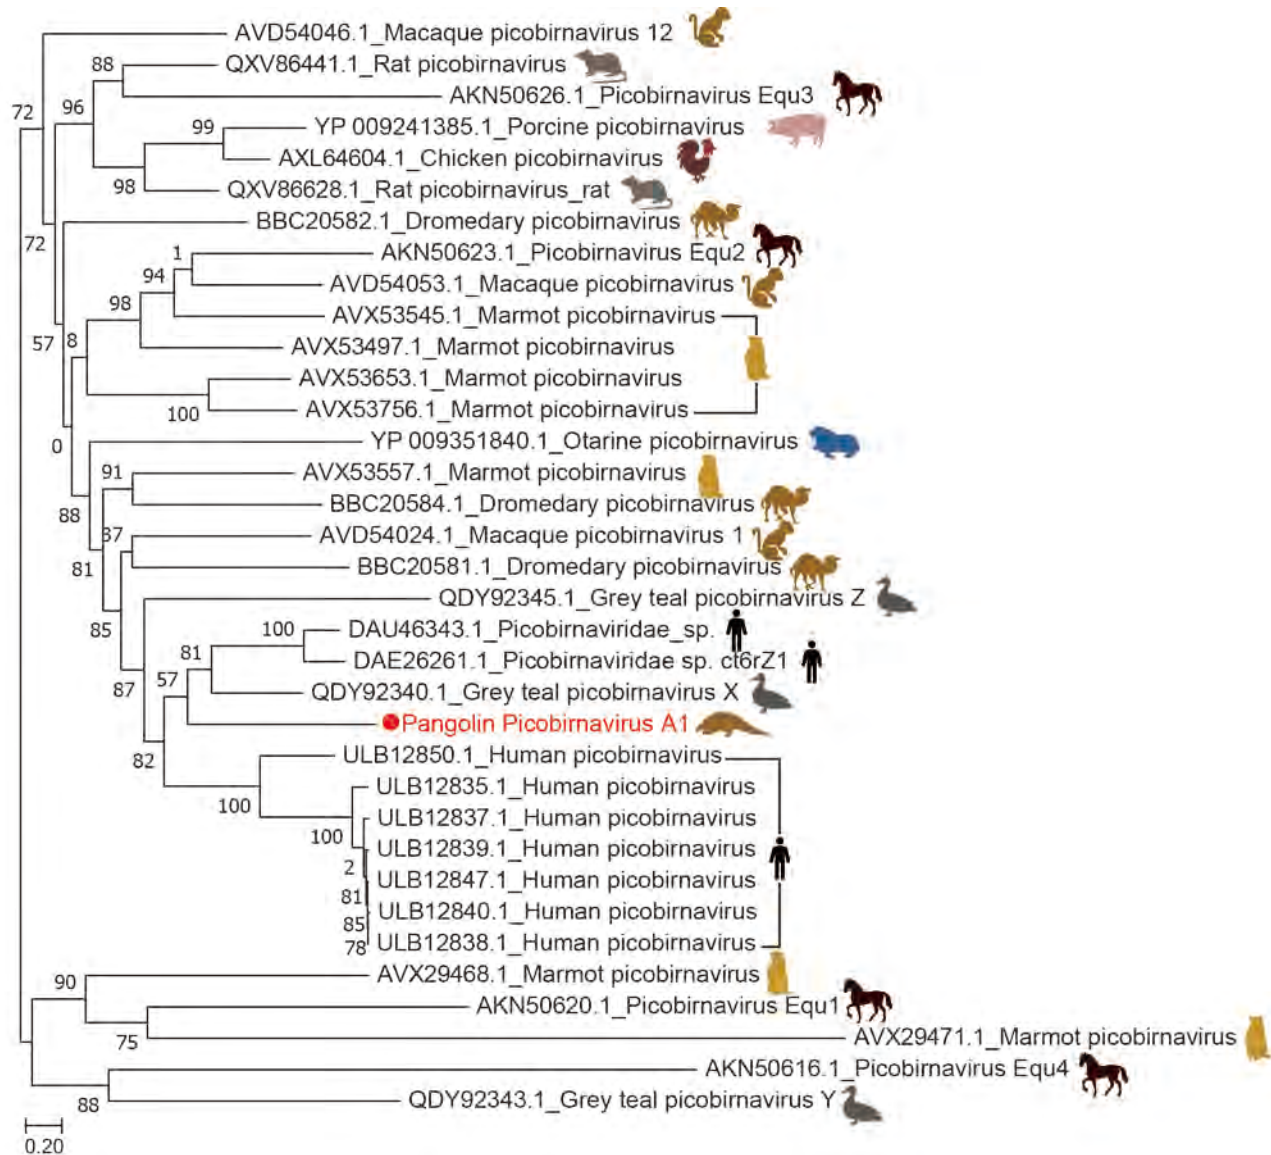 AVD54046.1_Macaque picobirnavirus 12
88 QXV86441.1_Rat picobirnavirus
72 96 AKN50626.1_Picobirnavirus Equ3
99 YP 009241385.1_Porcine picobirnavirus
AXL64604.1_Chicken picobirnavirus
98 QXV86628.1_Rat picobirnavirus_rat
BBC20582.1_Dromedary picobirnavirus
72 1 AKN50623.1_Picobirnavirus Equ2
94 AVD54053.1_Macaque picobirnavirus
98 AVX53545.1_Marmot picobirnavirus
57 8 AVX53497.1_Marmot picobirnavirus
AVX53653.1_Marmot picobirnavirus
100 AVX53756.1_Marmot picobirnavirus
0 YP 009351840.1_Otarine picobirnavirus
91 AVX53557.1_Marmot picobirnavirus
88 BBC20584.1_Dromedary picobirnavirus
37 AVD54024.1_Macaque picobirnavirus 1
81 BBC20581.1_Dromedary picobirnavirus
QDY92345.1_Grey teal picobirnavirus Z
85 100 DAU46343.1_Picobirnaviridae_sp.
81 DAE26261.1_Picobirnaviridae sp. ct6rZ1
87 57 QDY92340.1_Grey teal picobirnavirus X
Pangolin Picobirnavirus A1
82 ULB12850.1_Human picobirnavirus
100 ULB12835.1_Human picobirnavirus
100 ULB12837.1_Human picobirnavirus
2 ULB12839.1_Human picobirnavirus
81 ULB12847.1_Human picobirnavirus
85 ULB12840.1_Human picobirnavirus
78 ULB12838.1_Human picobirnavirus
90 AVX29468.1_Marmot picobirnavirus
AKN50620.1_Picobirnavirus Equ1
75 AVX29471.1_Marmot picobirnavirus
AKN50616.1_Picobirnavirus Equ4
88 QDY92343.1_Grey teal picobirnavirus Y
0.20